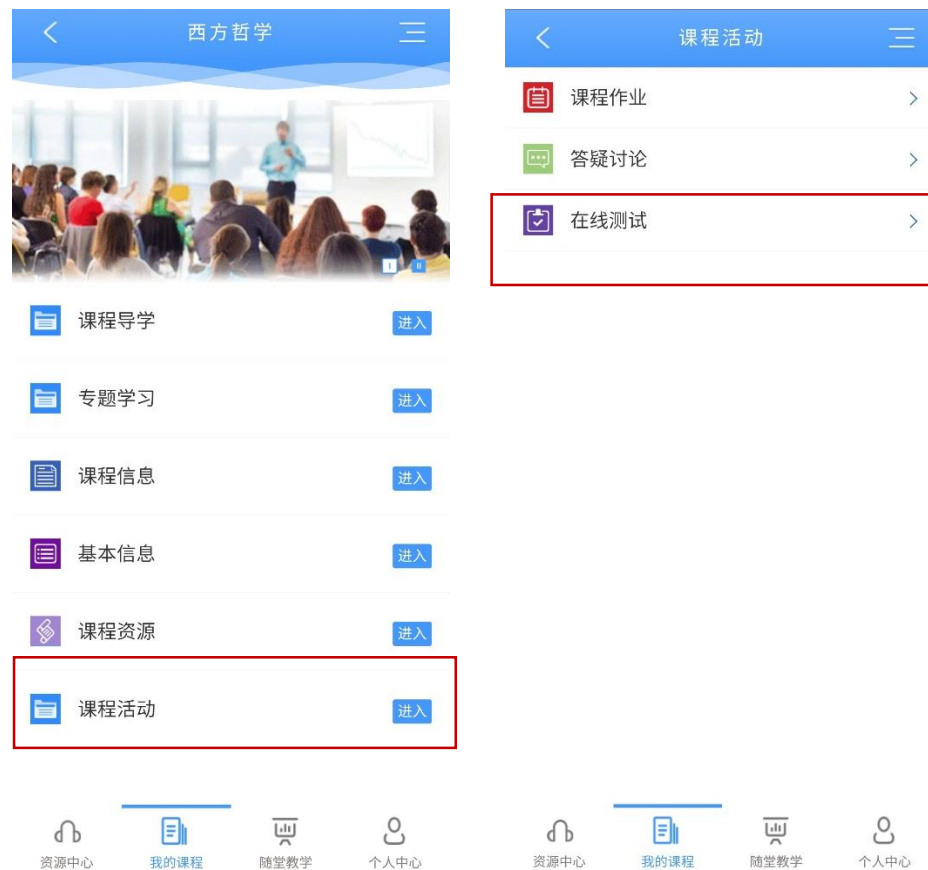 西方哲学
课程导学
进入
专题学习
进入
课程信息
进入
基本信息
进入
课程资源
进入
课程活动
进入
资源中心
我的课程
随堂教学
个人中心
课程活动
课程作业
答疑讨论
在线测试
资源中心
我的课程
随堂教学
个人中心